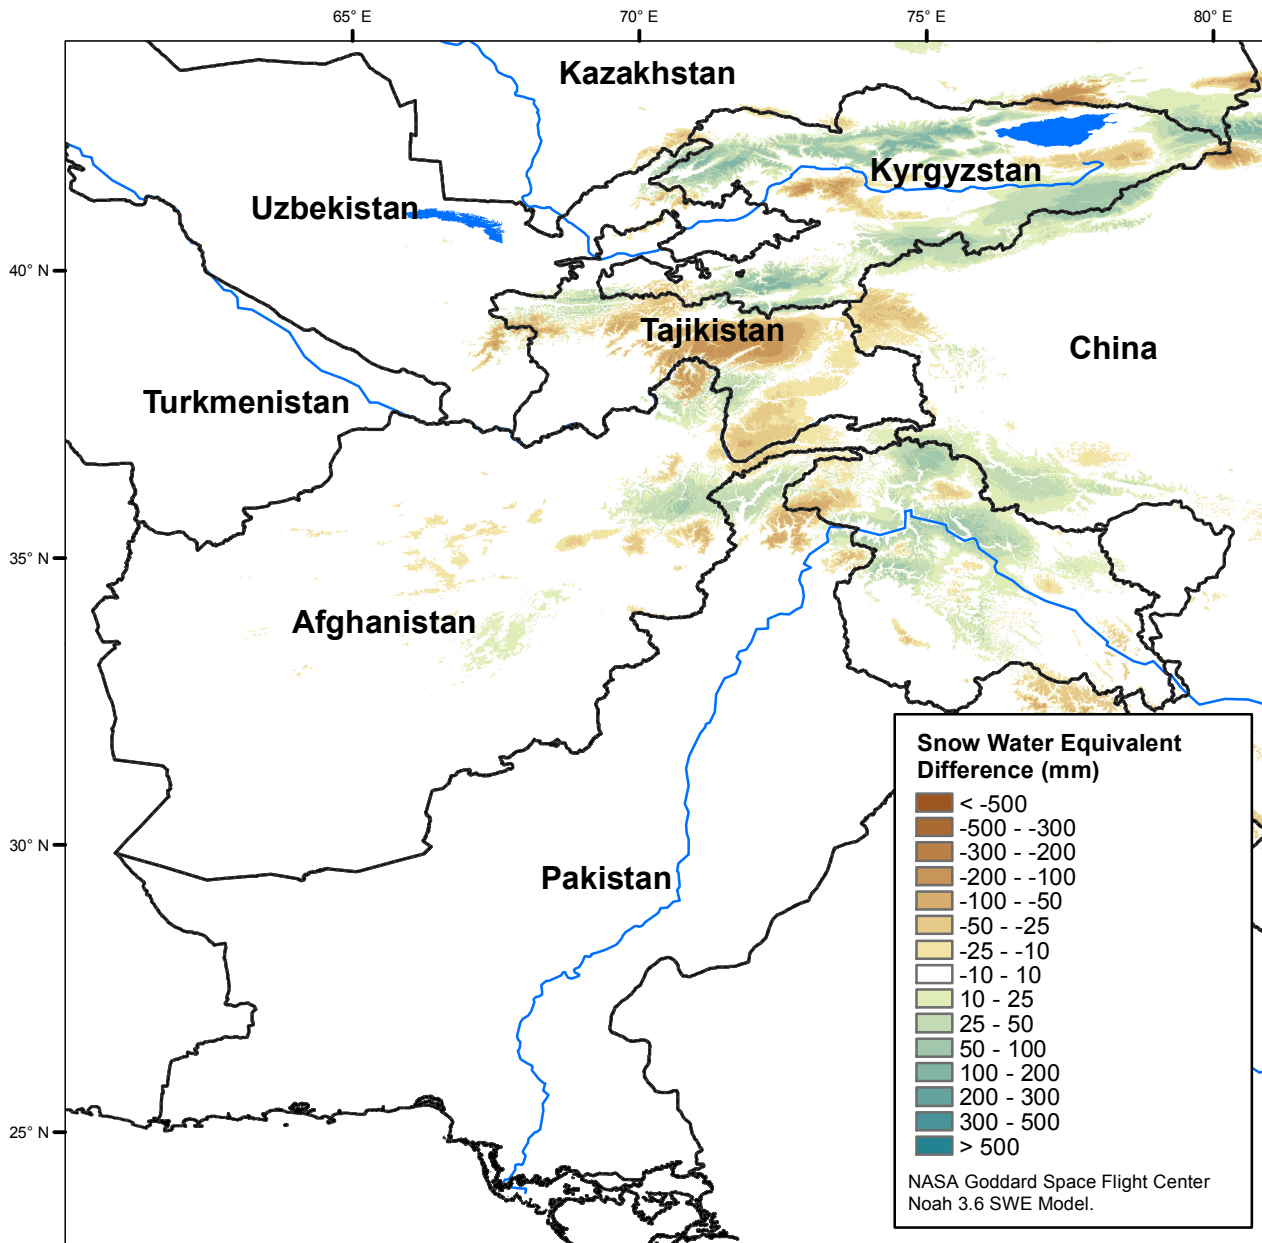 65° E
70° E
75° E
80° E
Kazakhstan
Kyrgyzstan
Uzbekistan
40° N
Tajikistan
China
Turkmenistan
35° N
Afghanistan
Snow Water Equivalent
Difference (mm)
< -500
-500 - -300
-300 - -200
-200 - -100
-100 - -50
-50 - -25
-25 - -10
-10 - 10
10 - 25
25 - 50
50 - 100
100 - 200
200 - 300
300 - 500
> 500
NASA Goddard Space Flight Center
Noah 3.6 SWE Model.
30° N
Pakistan
25° N